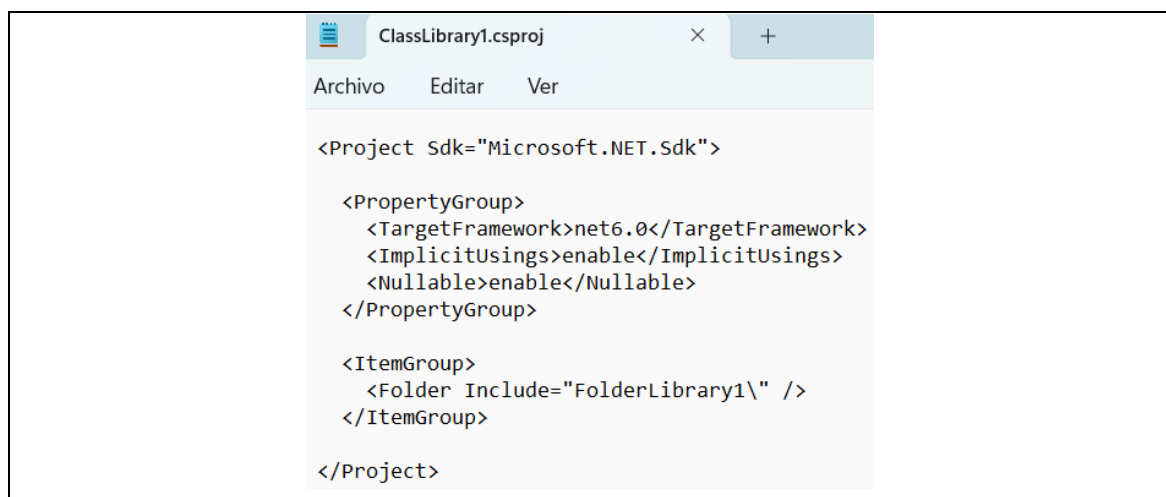 ClassLibrary1.csproj
Archivo Editar Ver
<Project Sdk="Microsoft.NET.Sdk">
<PropertyGroup>
<TargetFramework>net6.0</TargetFramework>
<ImplicitUsings>enable</ImplicitUsings>
<Nullable>enable</Nullable>
</PropertyGroup>
<ItemGroup>
<Folder Include="FolderLibrary1\" />
</ItemGroup>
</Project>